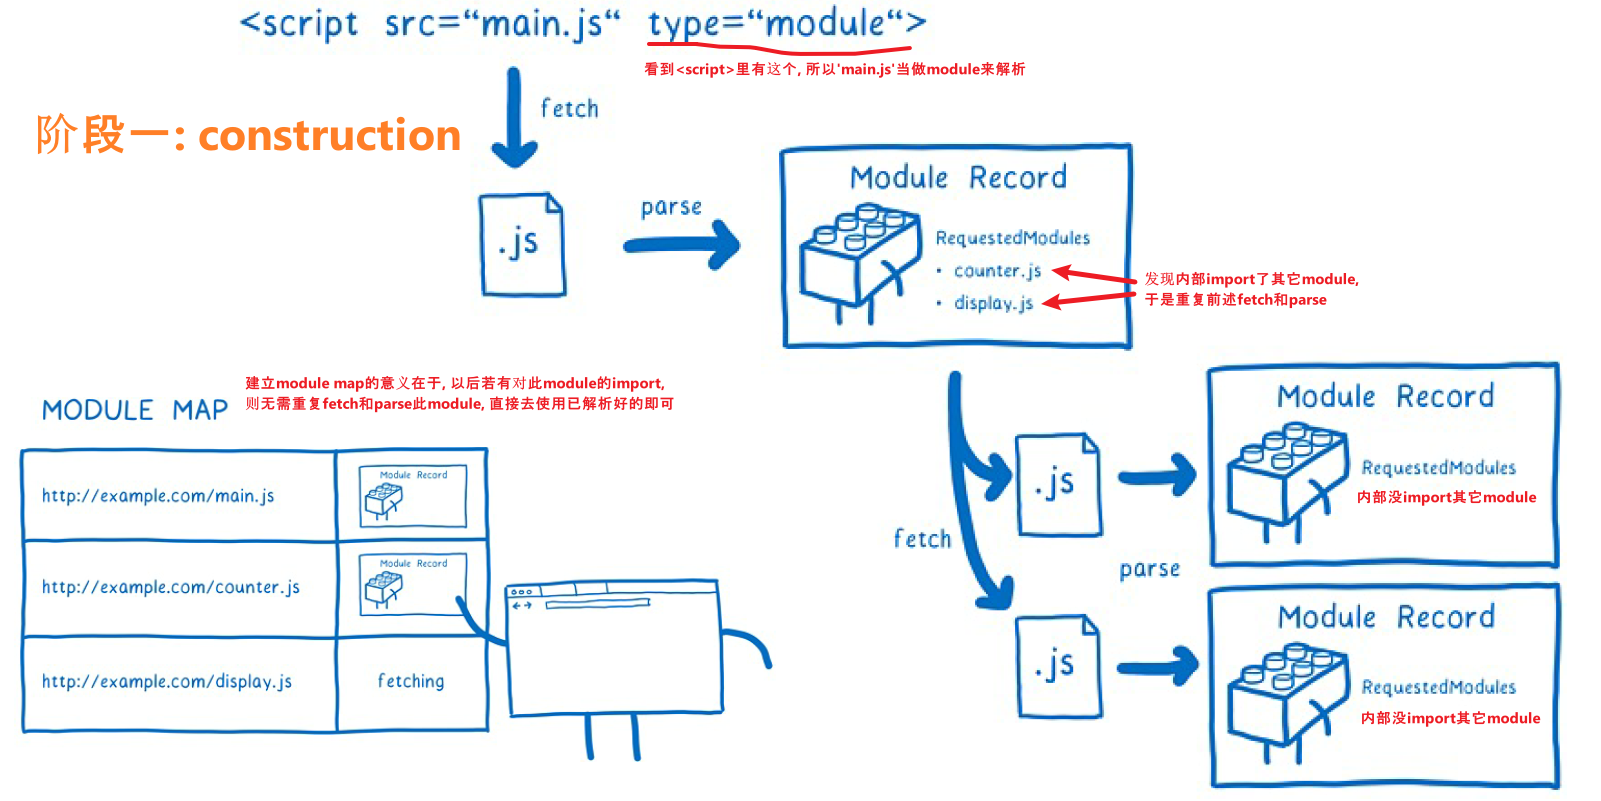 <script src=“main.js“ type=“module“>
看到<script>里有这个, 所以'main.js'当做module来解析
fetch
阶段一: construction
.js
parse
Module Record
RequestedModules
• counter.js
• display.js
发现内部import了其它module,
于是重复前述fetch和parse
建立module map的意义在于, 以后若有对此module的import,
则无需重复fetch和parse此module, 直接去使用已解析好的即可
MODULE MAP
http://example.com/main.js
Module Record
http://example.com/counter.js
Module Record
http://example.com/display.js
fetching
fetch
.js
.js
parse
Module Record
RequestedModules
内部没import其它module
Module Record
RequestedModules
内部没import其它module